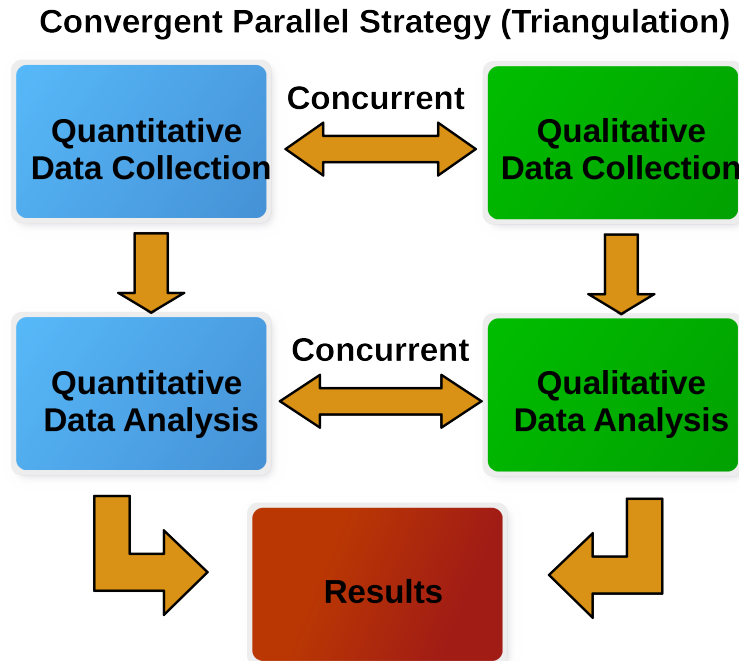 Convergent Parallel Strategy (Triangulation)
Concurrent
Quantitative
Data Collection
Qualitative
Data Collection
Concurrent
Quantitative
Data Analysis
Qualitative
Data Analysis
Results